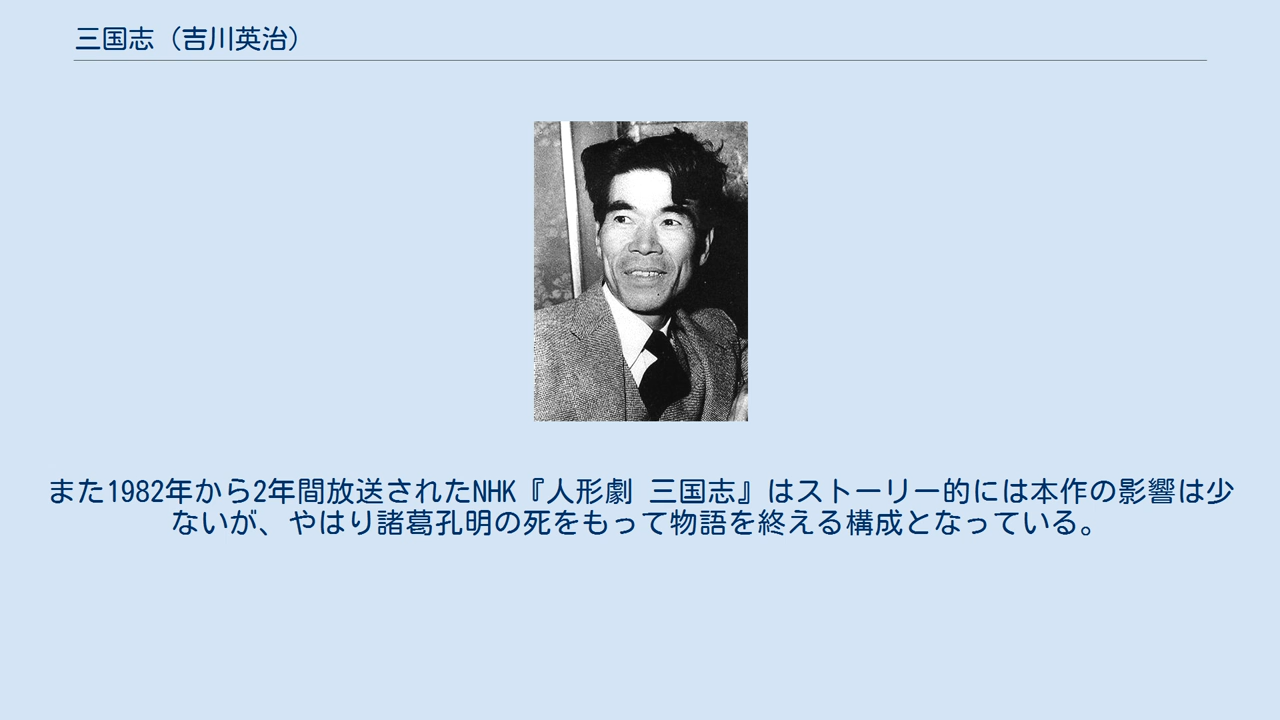 三国志（吉川英治）
また1982年から2年間放送されたNHK『人形劇 三国志』はストーリー的には本作の影響は少
ないが、やはり諸葛孔明の死をもって物語を終える構成となっている。